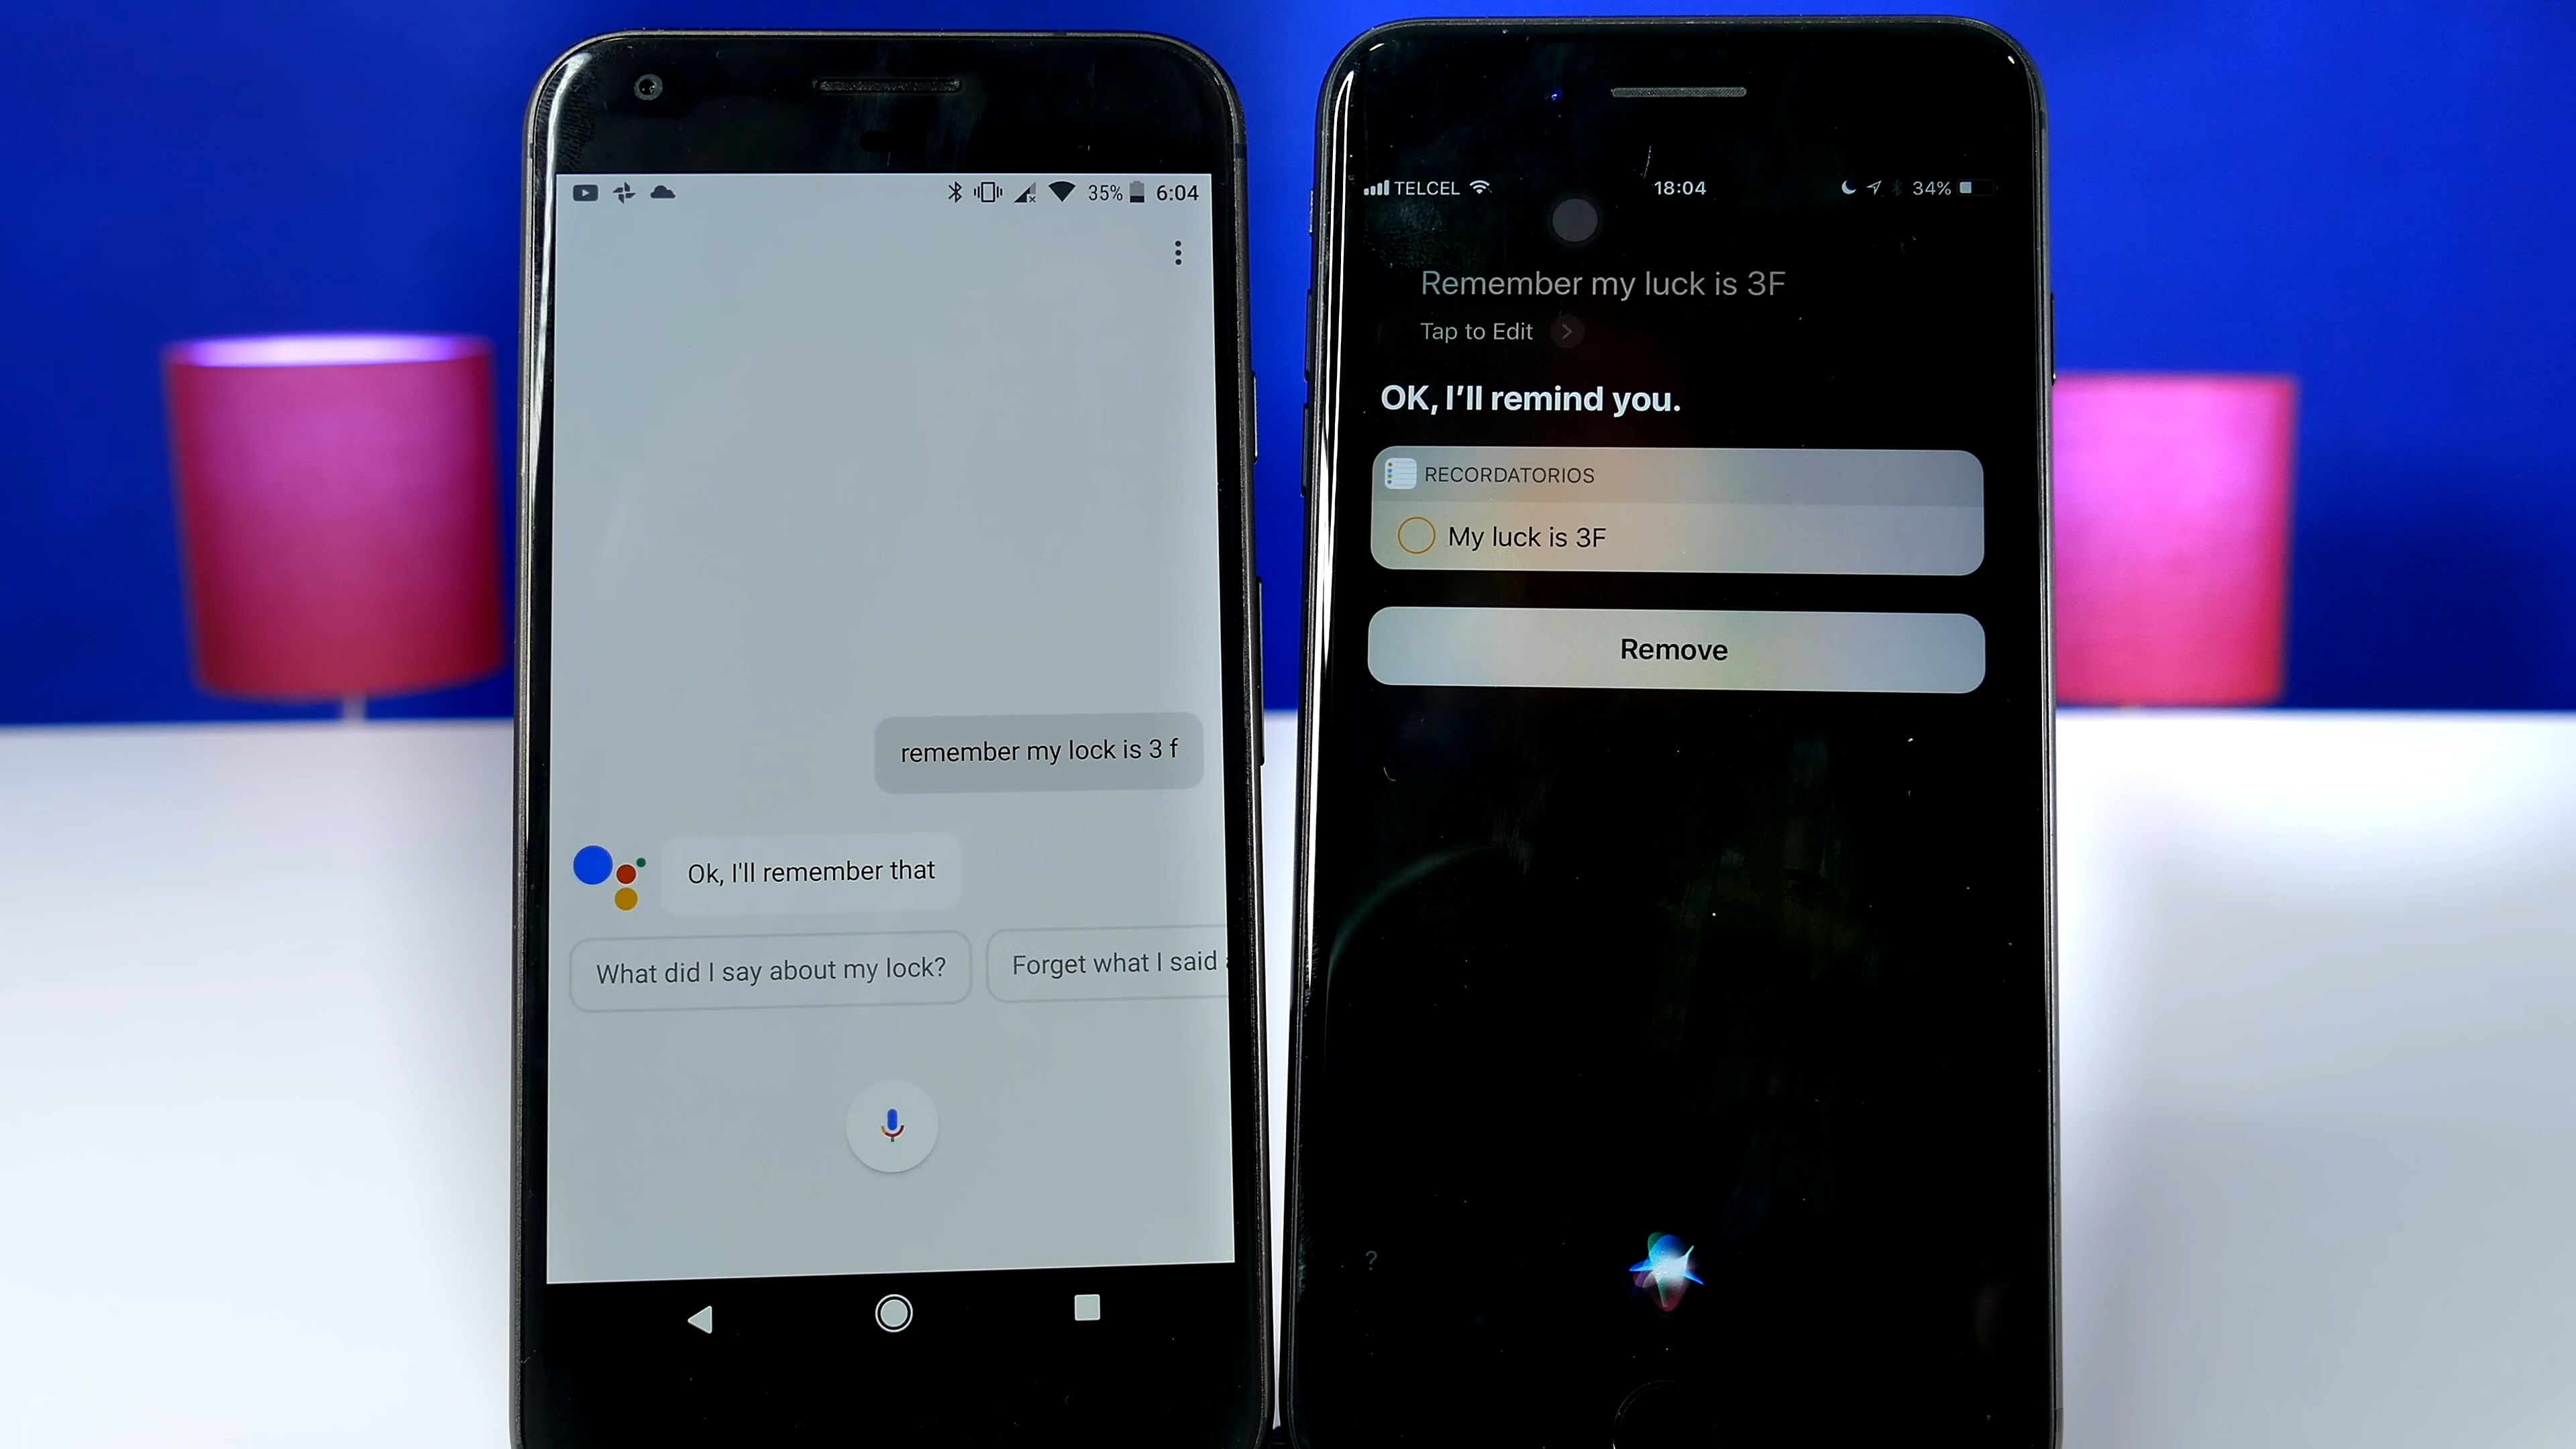 35% 6:04
remember my lock is 3 f
Ok, I'll remember that
What did I say about my lock?
Forget what I said
TELCEL
18:04
34%
Remember my luck is 3F
Tap to Edit
OK, I'll remind you.
RECORDATORIOS
My luck is 3F
Remove
?